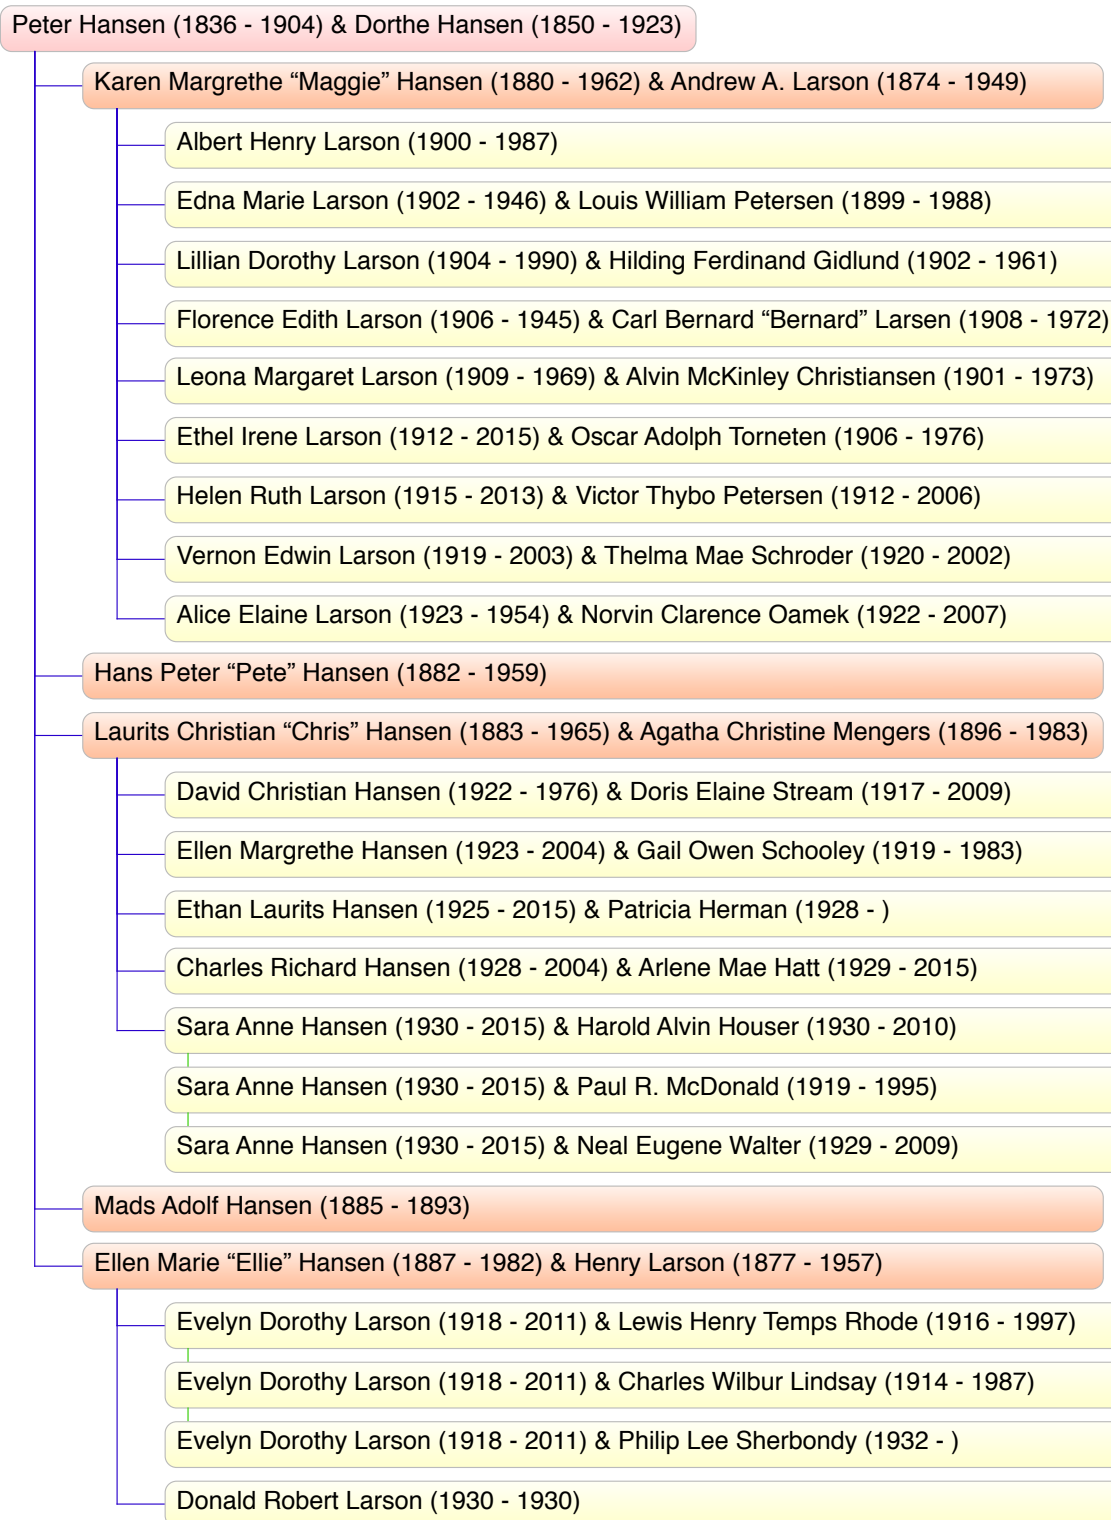 Peter Hansen (1836 - 1904) & Dorthe Hansen (1850 - 1923)
Karen Margrethe “Maggie” Hansen (1880 - 1962) & Andrew A. Larson (1874 - 1949)
Albert Henry Larson (1900 - 1987)
Edna Marie Larson (1902 - 1946) & Louis William Petersen (1899 - 1988)
Lillian Dorothy Larson (1904 - 1990) & Hilding Ferdinand Gidlund (1902 - 1961)
Florence Edith Larson (1906 - 1945) & Carl Bernard “Bernard” Larsen (1908 - 1972)
Leona Margaret Larson (1909 - 1969) & Alvin McKinley Christiansen (1901 - 1973)
Ethel Irene Larson (1912 - 2015) & Oscar Adolph Torneten (1906 - 1976)
Helen Ruth Larson (1915 - 2013) & Victor Thybo Petersen (1912 - 2006)
Vernon Edwin Larson (1919 - 2003) & Thelma Mae Schroder (1920 - 2002)
Alice Elaine Larson (1923 - 1954) & Norvin Clarence Oamek (1922 - 2007)
Hans Peter “Pete” Hansen (1882 - 1959)
Laurits Christian “Chris” Hansen (1883 - 1965) & Agatha Christine Mengers (1896 - 1983)
David Christian Hansen (1922 - 1976) & Doris Elaine Stream (1917 - 2009)
Ellen Margrethe Hansen (1923 - 2004) & Gail Owen Schooley (1919 - 1983)
Ethan Laurits Hansen (1925 - 2015) & Patricia Herman (1928 - )
Charles Richard Hansen (1928 - 2004) & Arlene Mae Hatt (1929 - 2015)
Sara Anne Hansen (1930 - 2015) & Harold Alvin Houser (1930 - 2010)
Sara Anne Hansen (1930 - 2015) & Paul R. McDonald (1919 - 1995)
Sara Anne Hansen (1930 - 2015) & Neal Eugene Walter (1929 - 2009)
Mads Adolf Hansen (1885 - 1893)
Ellen Marie “Ellie” Hansen (1887 - 1982) & Henry Larson (1877 - 1957)
Evelyn Dorothy Larson (1918 - 2011) & Lewis Henry Temps Rhode (1916 - 1997)
Evelyn Dorothy Larson (1918 - 2011) & Charles Wilbur Lindsay (1914 - 1987)
Evelyn Dorothy Larson (1918 - 2011) & Philip Lee Sherbondy (1932 - )
Donald Robert Larson (1930 - 1930)